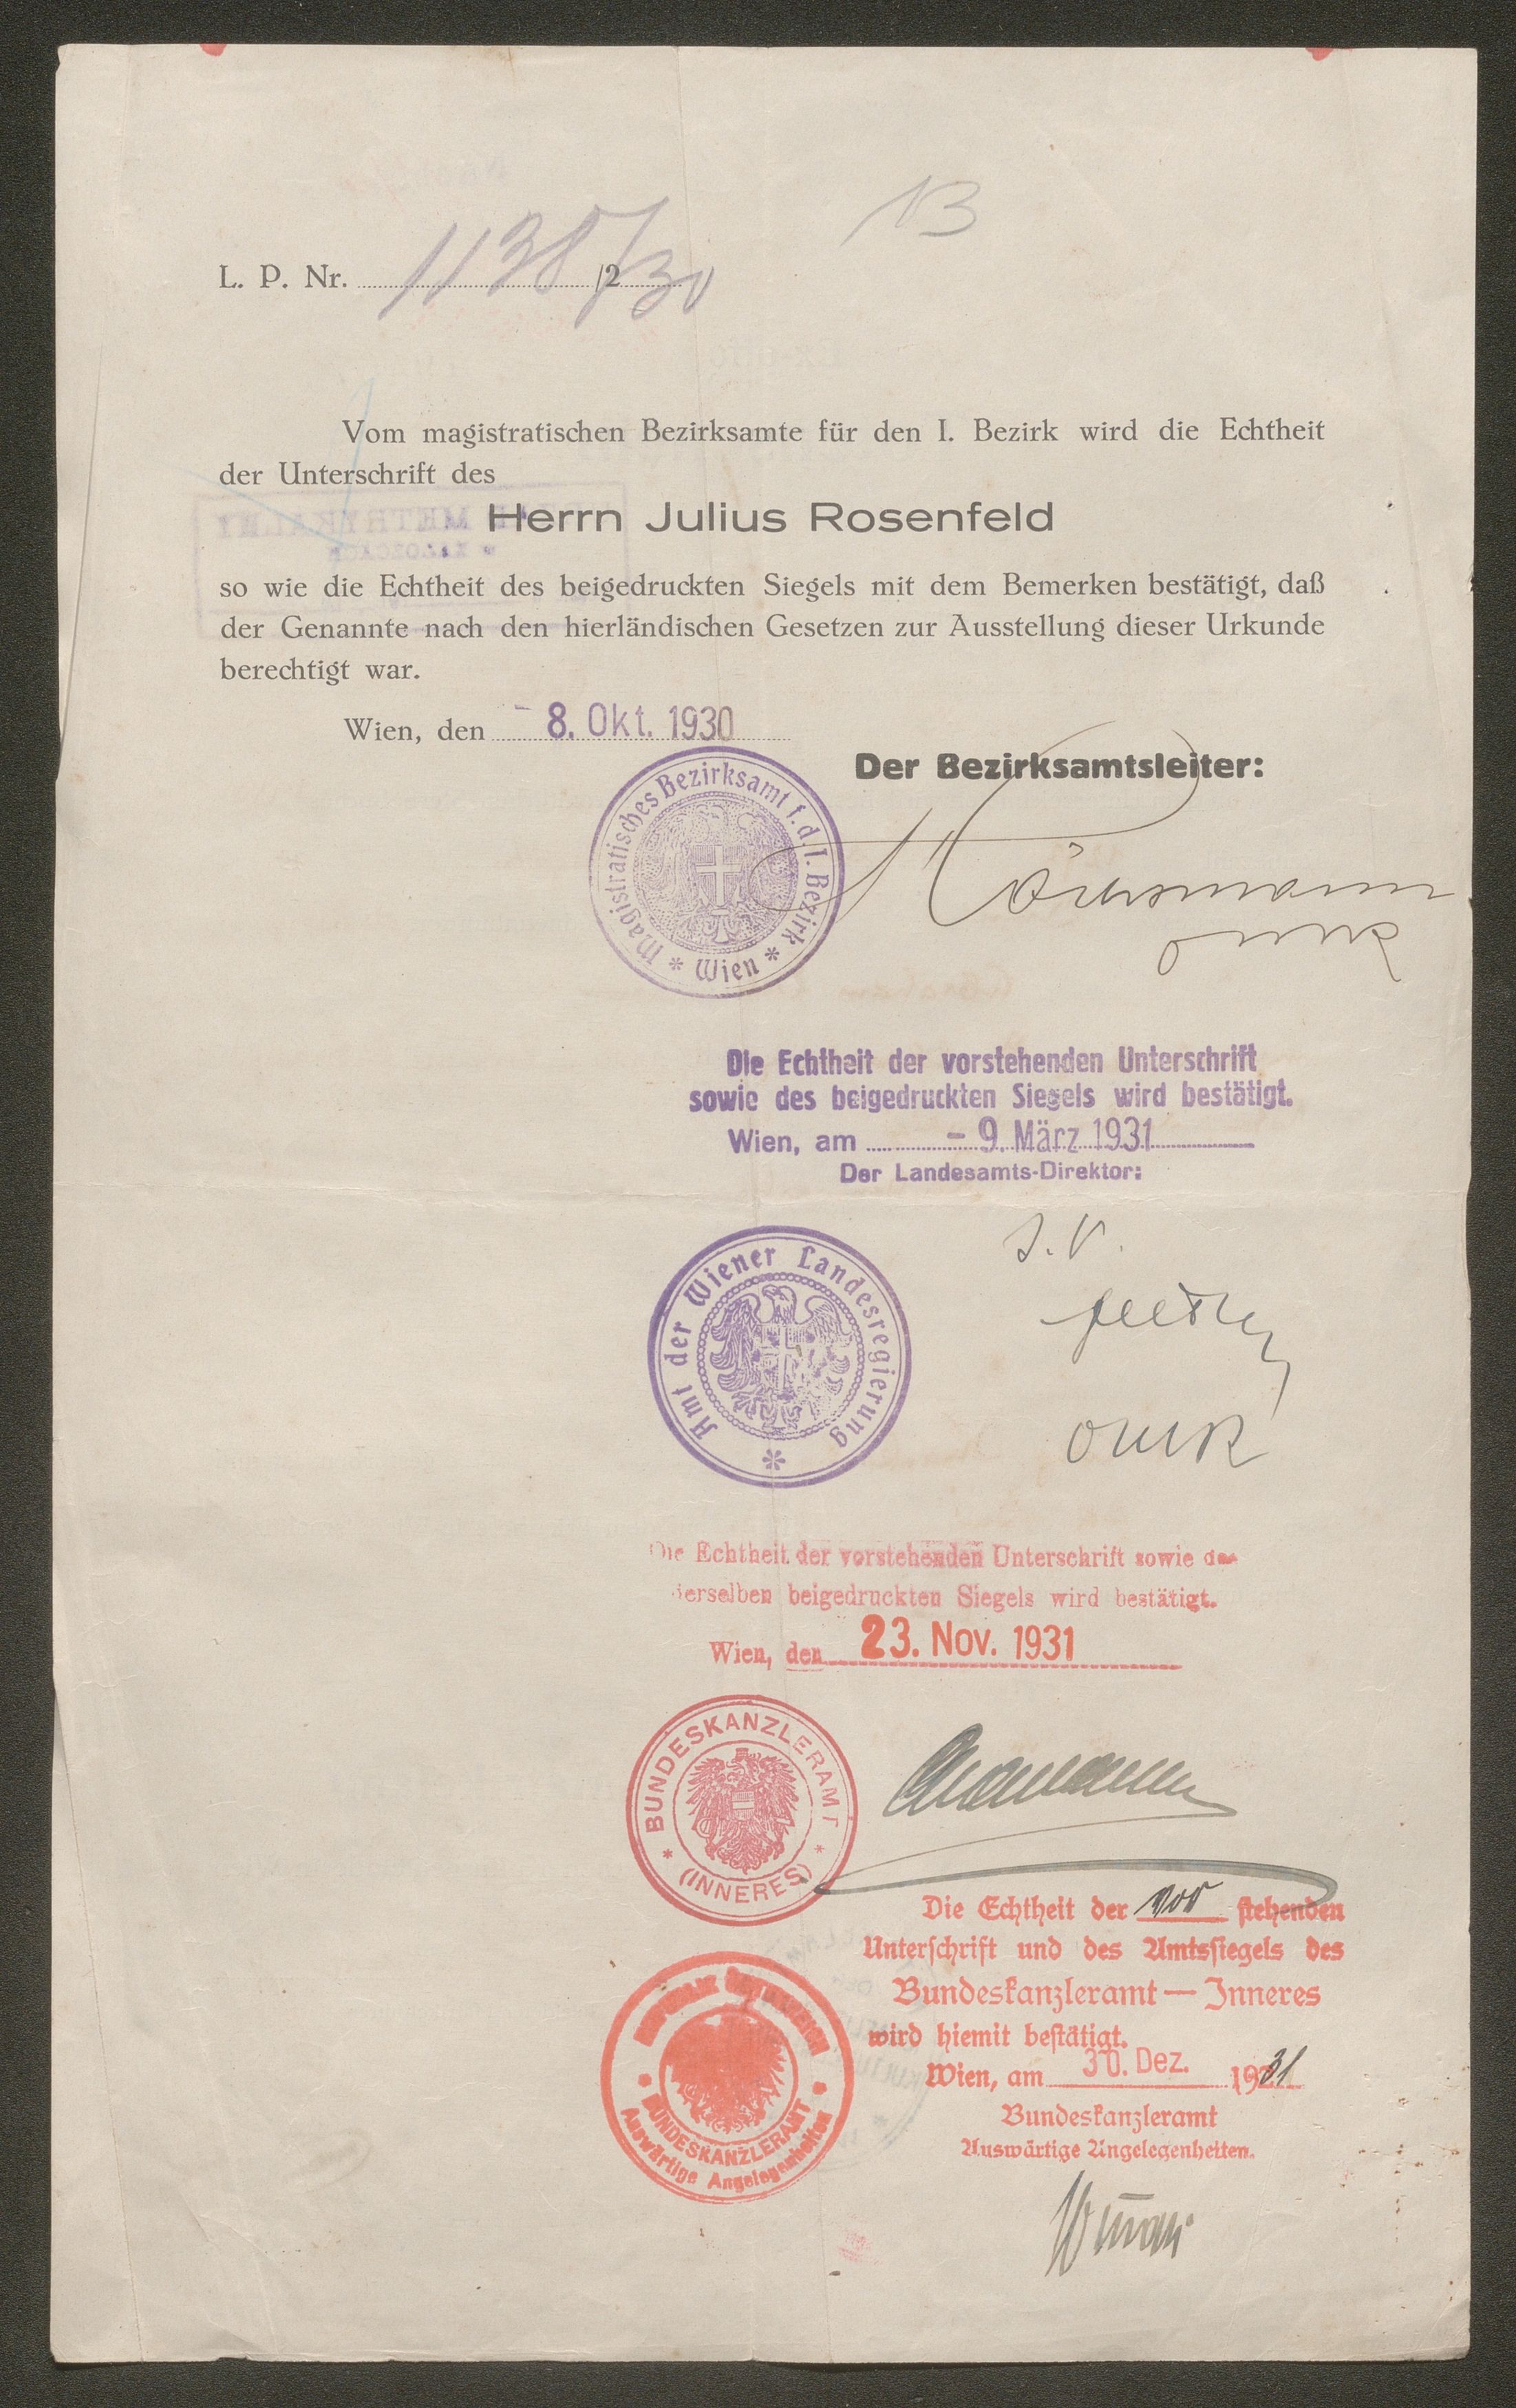 13
L. P. Nr. 1138/2 30
Vom magistratischen Bezirksamte für den I. Bezirk wird die Echtheit
der Unterschrift des
Herrn Julius Rosenfeld
so wie die Echtheit des beigedruckten Siegels mit dem Bemerken bestätigt, daß
der Genannte nach den hierländischen Gesetzen zur Ausstellung dieser Urkunde
berechtigt war.
Wien, den - 8. Okt. 1930
Der Bezirksamtsleiter:
Magistratisches Bezirksamt f. d. I. Bezirk * Wien *
Die Echtheit der vorstehenden Unterschrift
sowie des beigedruckten Siegels wird bestätigt.
Wien, am - 9. März 1931
Der Landesamts-Direktor:
Amt der Wiener Landesregierung *
Die Echtheit der vorstehenden Unterschrift sowie des
derselben beigedruckten Siegels wird bestätigt.
Wien, den 23. Nov. 1931
BUNDESKANZLERAMT * (INNERES) *
Die Echtheit der vor stehenden
Unterschrift und des Amtssiegels des
Bundeskanzleramt — Inneres
wird hiemit bestätigt.
Wien, am 30. Dez. 1931
Bundeskanzleramt
Auswärtige Angelegenheiten.
REPUBLIK ÖSTERREICH * BUNDESKANZLERAMT *
Auswärtige Angelegenheiten